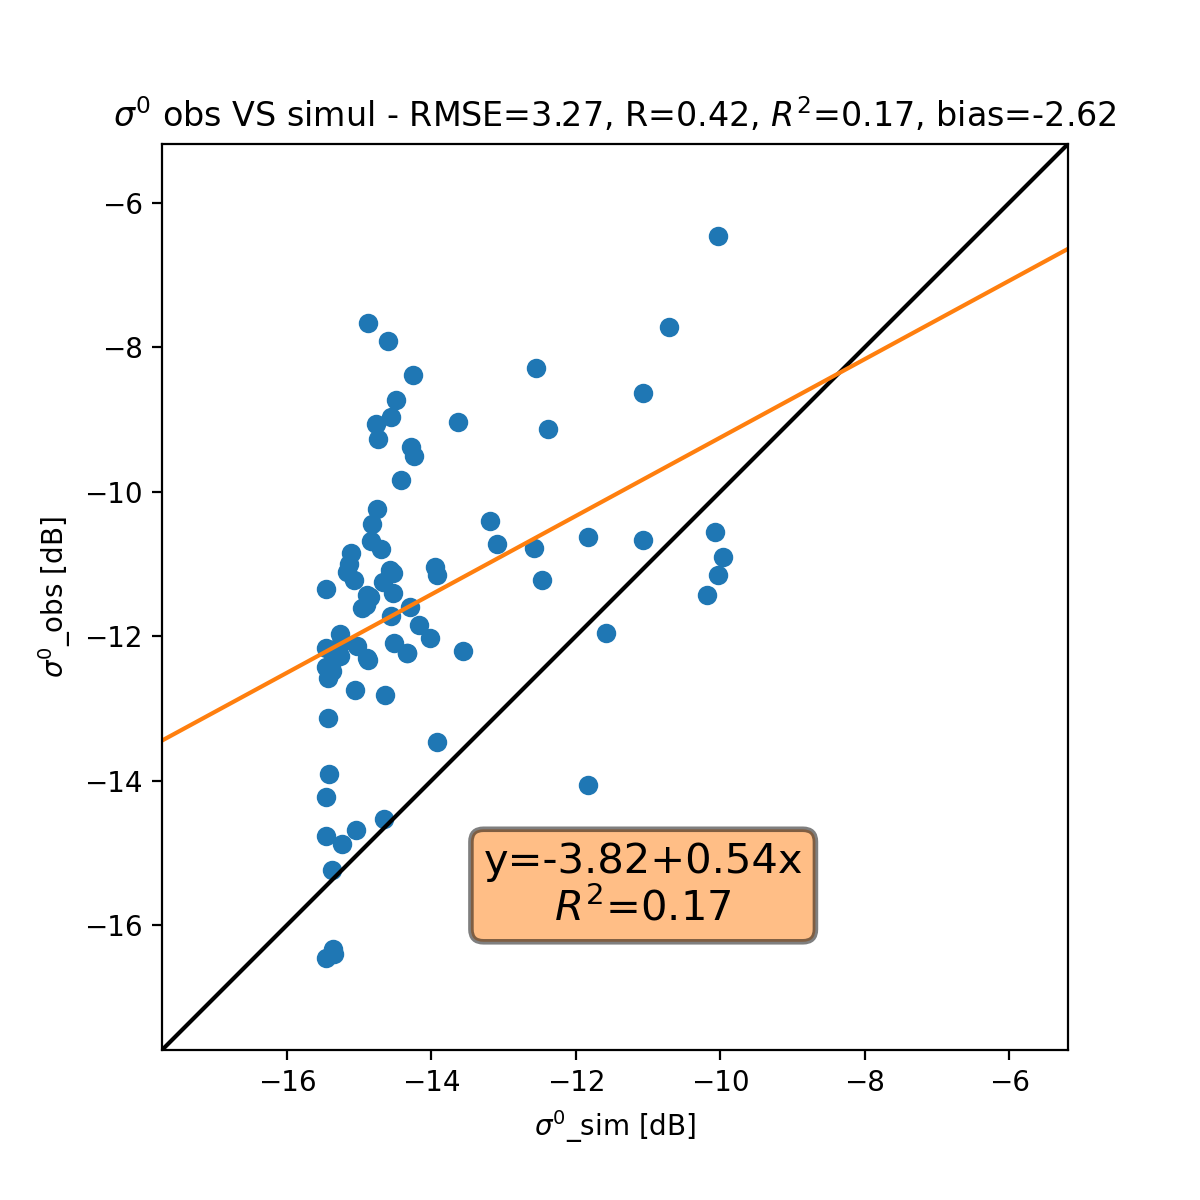 σ⁰ obs VS simul - RMSE=3.27, R=0.42, R²=0.17, bias=-2.62
−6
−8
−10
−12
−14
−16
σ⁰_obs [dB]
y=-3.82+0.54x
R²=0.17
−16 −14 −12 −10 −8 −6
σ⁰_sim [dB]